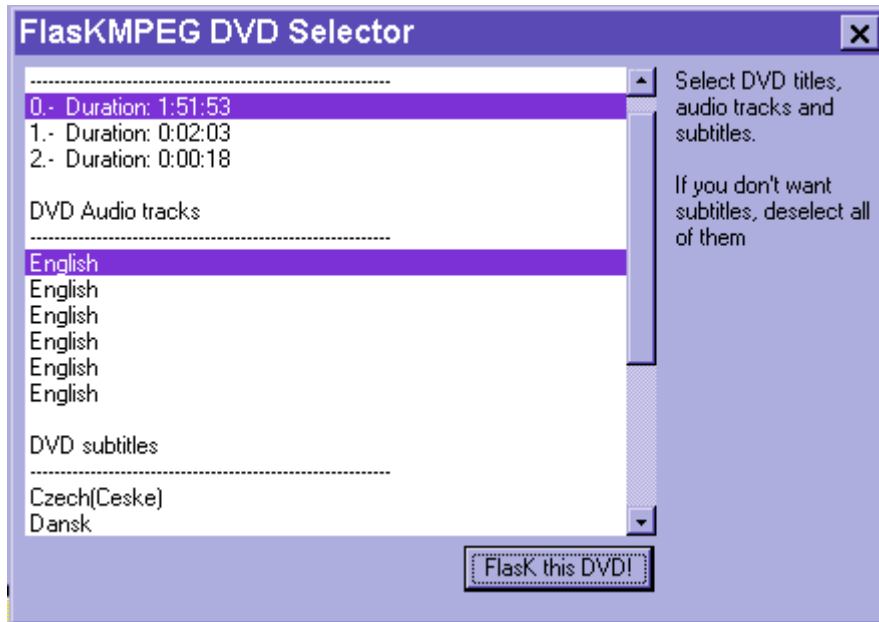 FlasKMPEG DVD Selector
------------------------------------------------------------
0.- Duration: 1:51:53
1.- Duration: 0:02:03
2.- Duration: 0:00:18
DVD Audio tracks
------------------------------------------------------------
English
English
English
English
English
English
DVD subtitles
------------------------------------------------------------
Czech(Ceske)
Dansk
Select DVD titles,
audio tracks and
subtitles.
If you don't want
subtitles, deselect all
of them
FlasK this DVD!